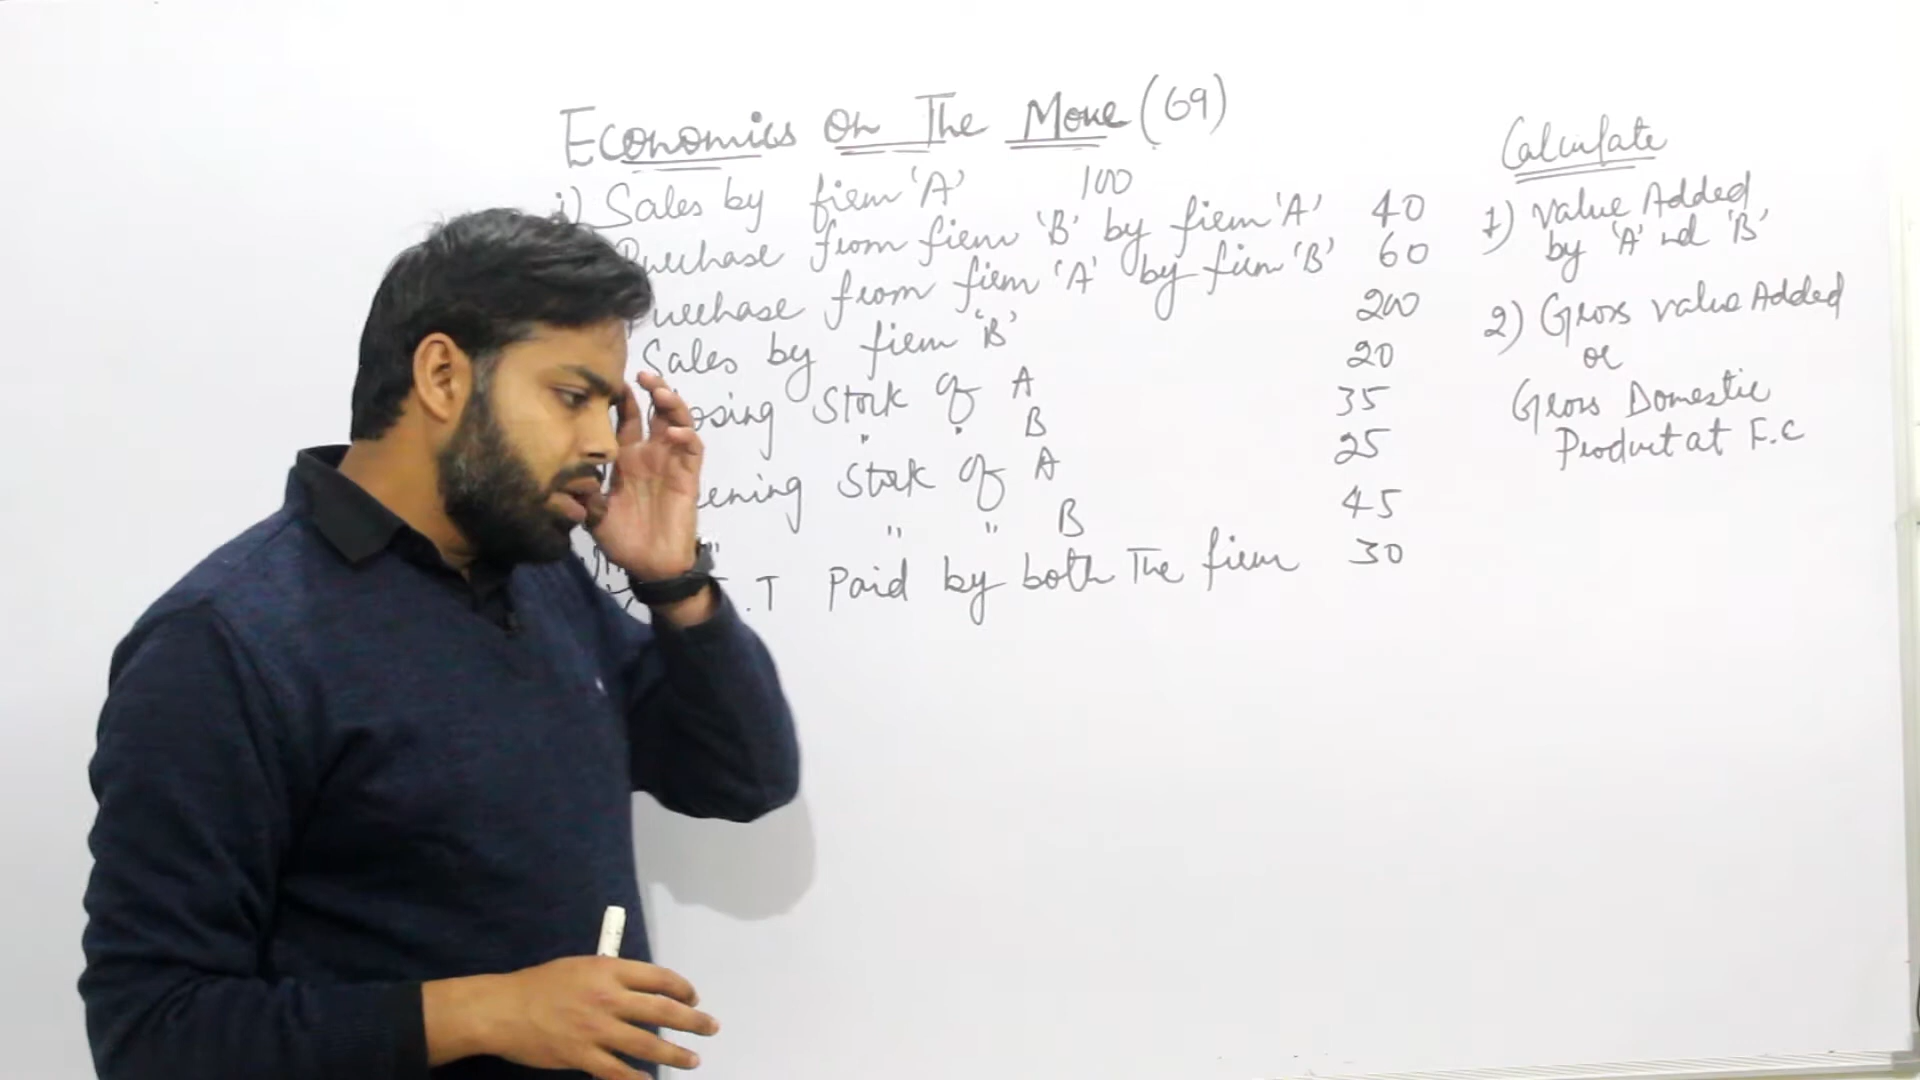 Economics On The Move (69)
i) Sales by firm 'A' 100
Purchase from firm 'B' by firm 'A' 40
Purchase from firm 'A' by firm 'B' 60
Sales by firm 'B' 200
Closing Stock of A 20
" " B 35
Opening Stock of A 25
" " " B 45
.T Paid by both The firm 30
Calculate
1) Value Added
by 'A' nd 'B'
2) Gross value Added
or
Gross Domestic
Product at F.C